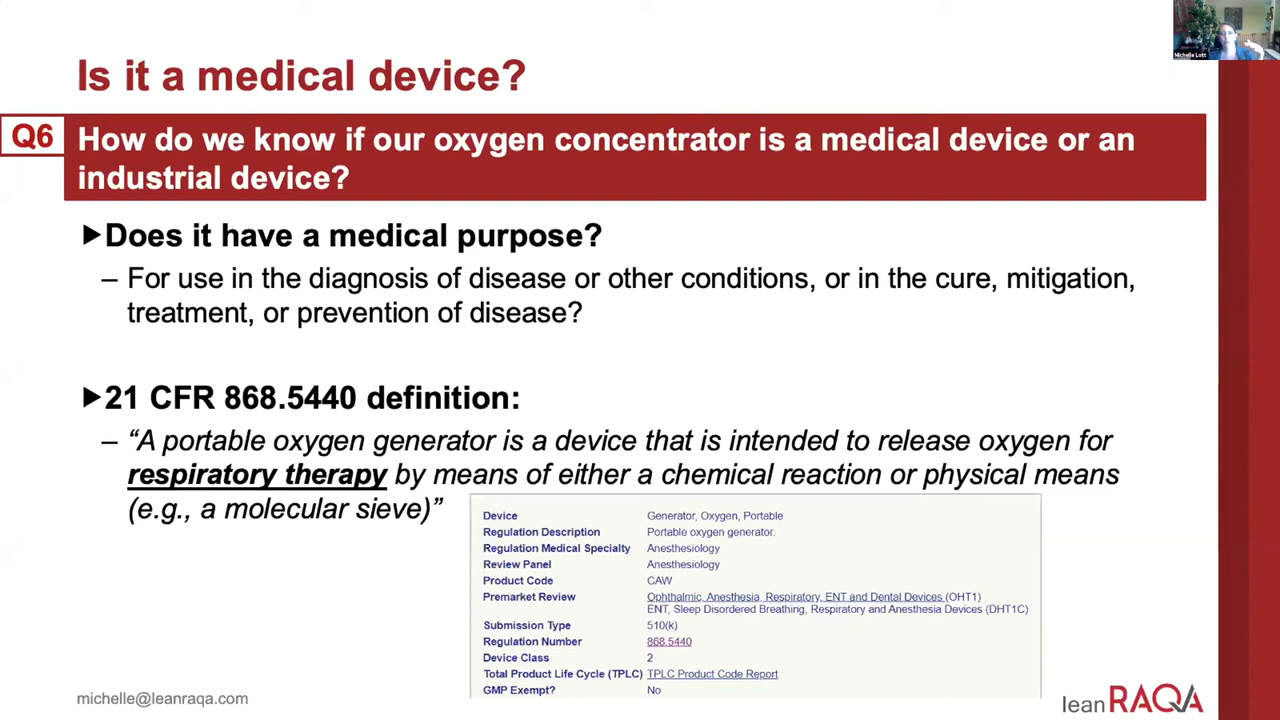 Michelle Lott
Is it a medical device?
Q6
How do we know if our oxygen concentrator is a medical device or an
industrial device?
Does it have a medical purpose?
– For use in the diagnosis of disease or other conditions, or in the cure, mitigation,
treatment, or prevention of disease?
21 CFR 868.5440 definition:
– “A portable oxygen generator is a device that is intended to release oxygen for
respiratory therapy by means of either a chemical reaction or physical means
(e.g., a molecular sieve)”
Device Generator, Oxygen, Portable
Regulation Description Portable oxygen generator.
Regulation Medical Specialty Anesthesiology
Review Panel Anesthesiology
Product Code CAW
Premarket Review Ophthalmic, Anesthesia, Respiratory, ENT and Dental Devices (OHT1)
ENT, Sleep Disordered Breathing, Respiratory and Anesthesia Devices (DHT1C)
Submission Type 510(k)
Regulation Number 868.5440
Device Class 2
Total Product Life Cycle (TPLC) TPLC Product Code Report
GMP Exempt? No
michelle@leanraqa.com
lean RAQA